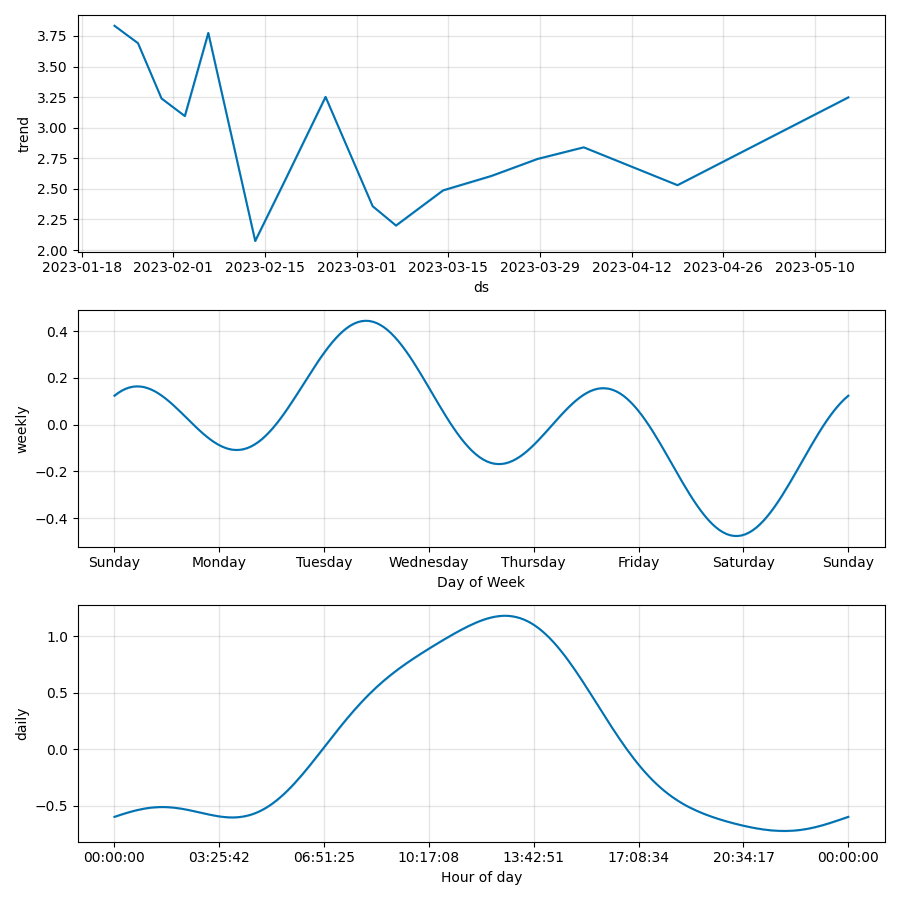 3.75
3.50
3.25
3.00
2.75
2.50
2.25
2.00
trend
2023-01-18 2023-02-01 2023-02-15 2023-03-01 2023-03-15 2023-03-29 2023-04-12 2023-04-26 2023-05-10
ds
0.4
0.2
0.0
−0.2
−0.4
weekly
Sunday Monday Tuesday Wednesday Thursday Friday Saturday Sunday
Day of Week
1.0
0.5
0.0
−0.5
daily
00:00:00 03:25:42 06:51:25 10:17:08 13:42:51 17:08:34 20:34:17 00:00:00
Hour of day